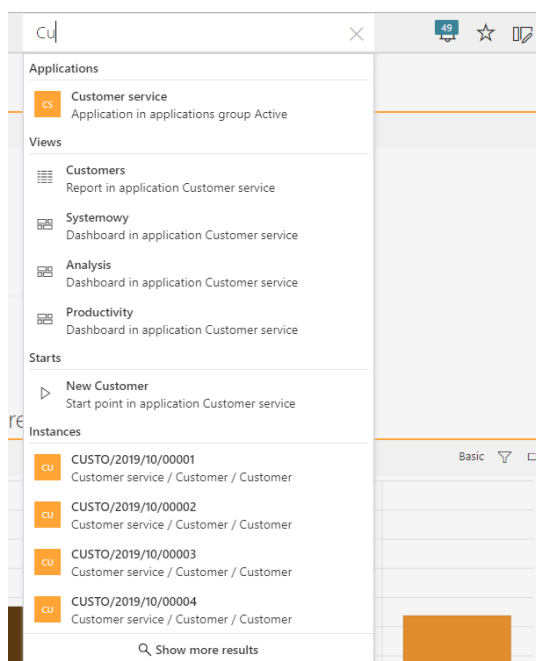 Cu
49
Applications
CS
Customer service
Application in applications group Active
Views
Customers
Report in application Customer service
Systemowy
Dashboard in application Customer service
Analysis
Dashboard in application Customer service
Productivity
Dashboard in application Customer service
Starts
New Customer
Start point in application Customer service
re
Instances
CU
CUSTO/2019/10/00001
Customer service / Customer / Customer
Basic
CU
CUSTO/2019/10/00002
Customer service / Customer / Customer
CU
CUSTO/2019/10/00003
Customer service / Customer / Customer
CU
CUSTO/2019/10/00004
Customer service / Customer / Customer
Show more results